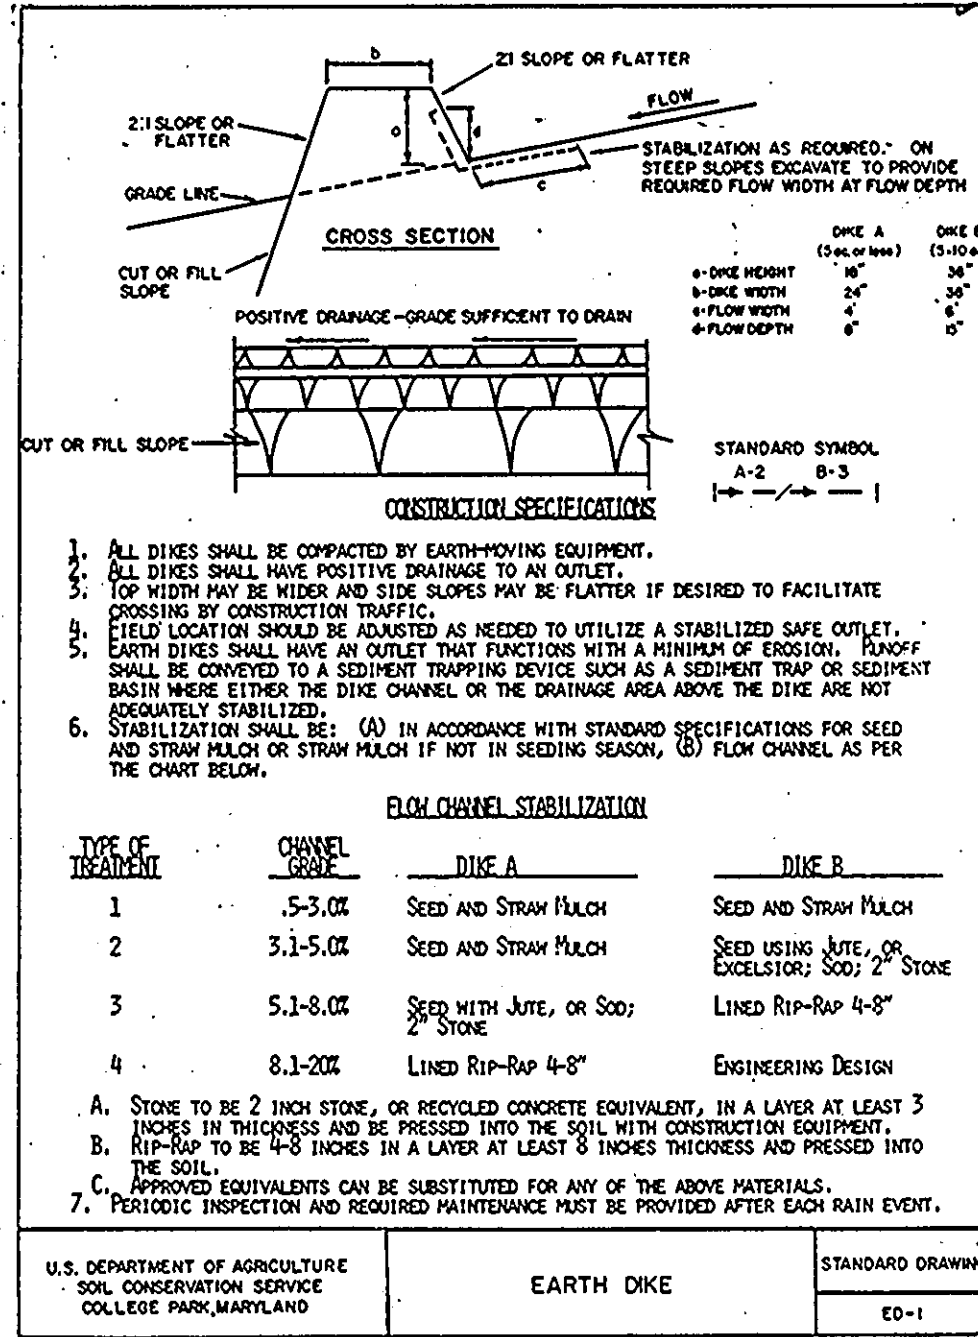 b
2:1 SLOPE OR FLATTER
FLOW
2:1 SLOPE OR
FLATTER
STABILIZATION AS REQUIRED. ON
STEEP SLOPES EXCAVATE TO PROVIDE
REQUIRED FLOW WIDTH AT FLOW DEPTH
c
GRADE LINE
CROSS SECTION
CUT OR FILL
SLOPE
DIKE A
(5 ac. or less)
a-DIKE HEIGHT 18" 36"
b-DIKE WIDTH 24" 36"
c-FLOW WIDTH 4' 6'
d-FLOW DEPTH 8" 15"
POSITIVE DRAINAGE-GRADE SUFFICENT TO DRAIN
CUT OR FILL SLOPE
STANDARD SYMBOL
A-2 B-3
CONSTRUCTION SPECIFICATIONS
1. ALL DIKES SHALL BE COMPACTED BY EARTH-MOVING EQUIPMENT.
2. ALL DIKES SHALL HAVE POSITIVE DRAINAGE TO AN OUTLET.
3. TOP WIDTH MAY BE WIDER AND SIDE SLOPES MAY BE FLATTER IF DESIRED TO FACILITATE
CROSSING BY CONSTRUCTION TRAFFIC.
4. FIELD LOCATION SHOULD BE ADJUSTED AS NEEDED TO UTILIZE A STABILIZED SAFE OUTLET.
5. EARTH DIKES SHALL HAVE AN OUTLET THAT FUNCTIONS WITH A MINIMUM OF EROSION. RUNOFF
SHALL BE CONVEYED TO A SEDIMENT TRAPPING DEVICE SUCH AS A SEDIMENT TRAP OR SEDIMENT
BASIN WHERE EITHER THE DIKE CHANNEL OR THE DRAINAGE AREA ABOVE THE DIKE ARE NOT
ADEQUATELY STABILIZED.
6. STABILIZATION SHALL BE: (A) IN ACCORDANCE WITH STANDARD SPECIFICATIONS FOR SEED
AND STRAW MULCH OR STRAW MULCH IF NOT IN SEEDING SEASON, (B) FLOW CHANNEL AS PER
THE CHART BELOW.
FLOW CHANNEL STABILIZATION
TYPE OF TREATMENT CHANNEL GRADE DIKE A DIKE B
1 .5-3.0% SEED AND STRAW MULCH SEED AND STRAW MULCH
2 3.1-5.0% SEED AND STRAW MULCH SEED USING JUTE, OR
EXCELSIOR; SOD; 2" STONE
3 5.1-8.0% SEED WITH JUTE, OR SOD; LINED RIP-RAP 4-8"
2" STONE
4 8.1-20% LINED RIP-RAP 4-8" ENGINEERING DESIGN
A. STONE TO BE 2 INCH STONE, OR RECYCLED CONCRETE EQUIVALENT, IN A LAYER AT LEAST 3
INCHES IN THICKNESS AND BE PRESSED INTO THE SOIL WITH CONSTRUCTION EQUIPMENT.
B. RIP-RAP TO BE 4-8 INCHES IN A LAYER AT LEAST 8 INCHES THICKNESS AND PRESSED INTO
THE SOIL.
C. APPROVED EQUIVALENTS CAN BE SUBSTITUTED FOR ANY OF THE ABOVE MATERIALS.
7. PERIODIC INSPECTION AND REQUIRED MAINTENANCE MUST BE PROVIDED AFTER EACH RAIN EVENT.
U.S. DEPARTMENT OF AGRICULTURE
SOIL CONSERVATION SERVICE
COLLEGE PARK, MARYLAND
EARTH DIKE
STANDARD DRAWIN
ED-1